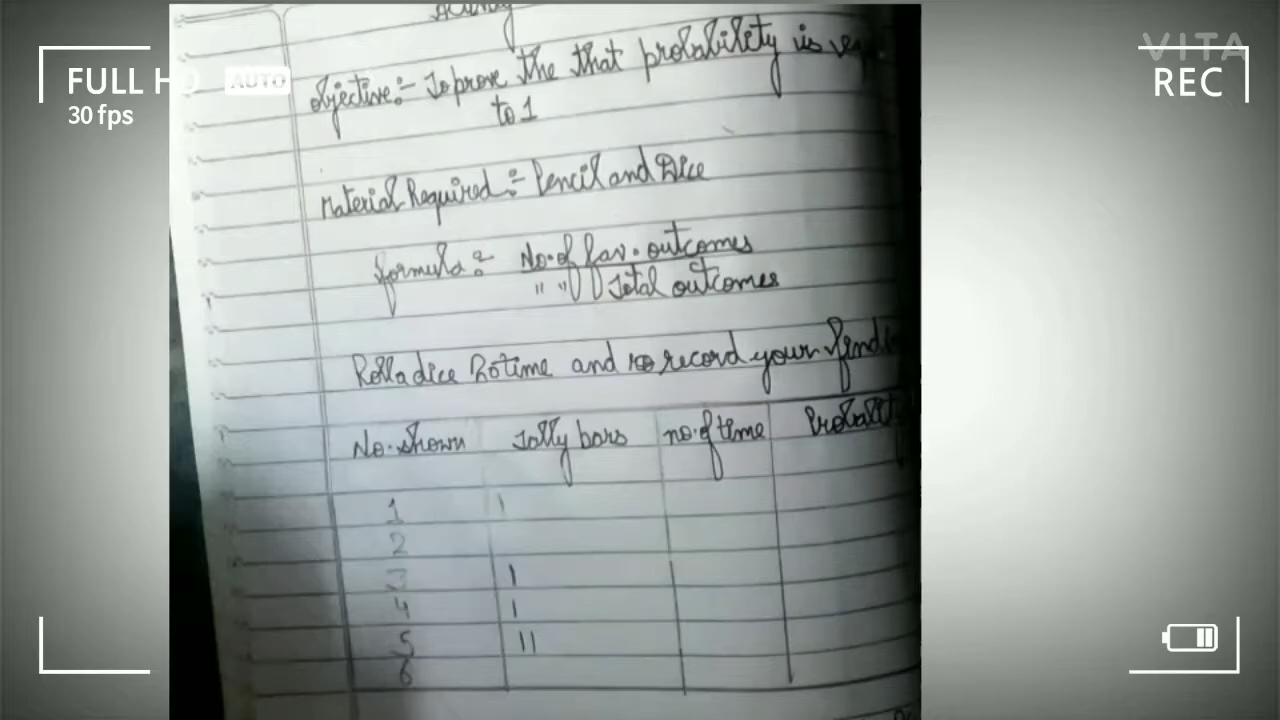 Activity
FULL HD AUTO
30 fps
VITA
REC
Objective:- To prove the that probability is
to 1
Material Required:- Pencil and Dice
formula:- No. of fav. outcomes
" " Total outcomes
Roll a dice 20 time and record your
No. shown Tally bars no. of time
1 |
2
3 |
4 |
5 ||
6